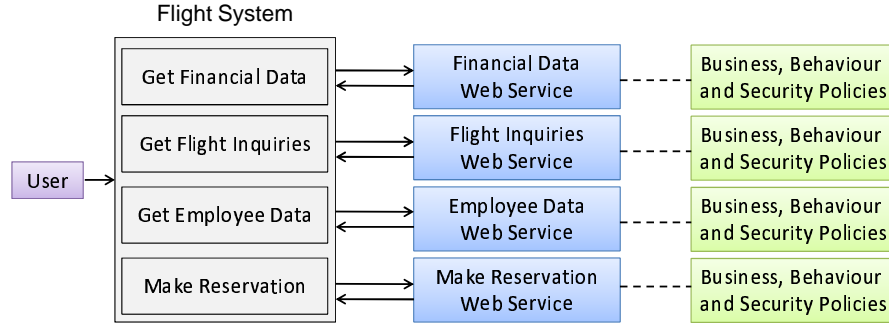 Flight System
Get Financial Data
Financial Data
Web Service
Business, Behaviour
and Security Policies
Get Flight Inquiries
Flight Inquiries
Web Service
Business, Behaviour
and Security Policies
User
Get Employee Data
Employee Data
Web Service
Business, Behaviour
and Security Policies
Make Reservation
Make Reservation
Web Service
Business, Behaviour
and Security Policies